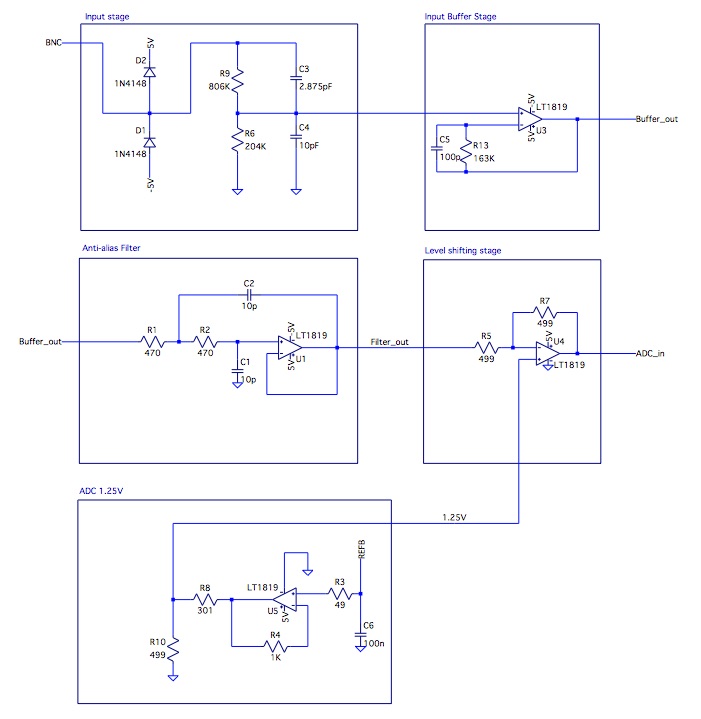 Input stage
Input Buffer Stage
BNC
5V
D2
1N4148
D1
1N4148
-5V
R9
806K
C3
2.875pF
R6
204K
C4
10pF
-5V
LT1819
U3
5V
C5
100p
R13
163K
Buffer_out
Anti-alias Filter
Level shifting stage
Buffer_out
R1
470
R2
470
C2
10p
C1
10p
-5V
LT1819
U1
5V
Filter_out
R5
499
R7
499
-5V
U4
LT1819
ADC_in
ADC 1.25V
1.25V
REFB
R8
301
LT1819
U5
5V
R3
49
R4
1K
C6
100n
R10
499